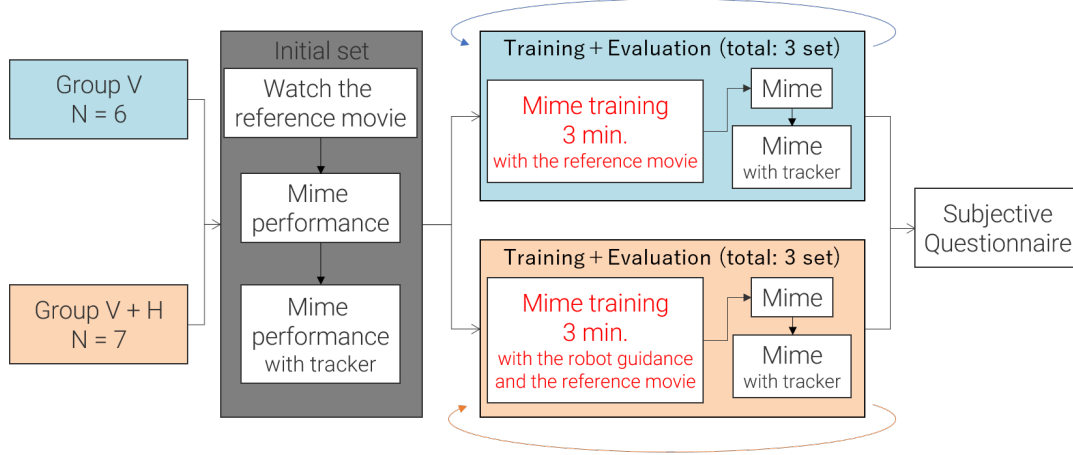 Group V
N = 6
Group V + H
N = 7
Initial set
Watch the
reference movie
Mime
performance
Mime
performance
with tracker
Training+Evaluation (total: 3 set)
Mime training
3 min.
with the reference movie
Mime
Mime
with tracker
Training+Evaluation (total: 3 set)
Mime training
3 min.
with the robot guidance
and the reference movie
Mime
Mime
with tracker
Subjective
Questionnaire